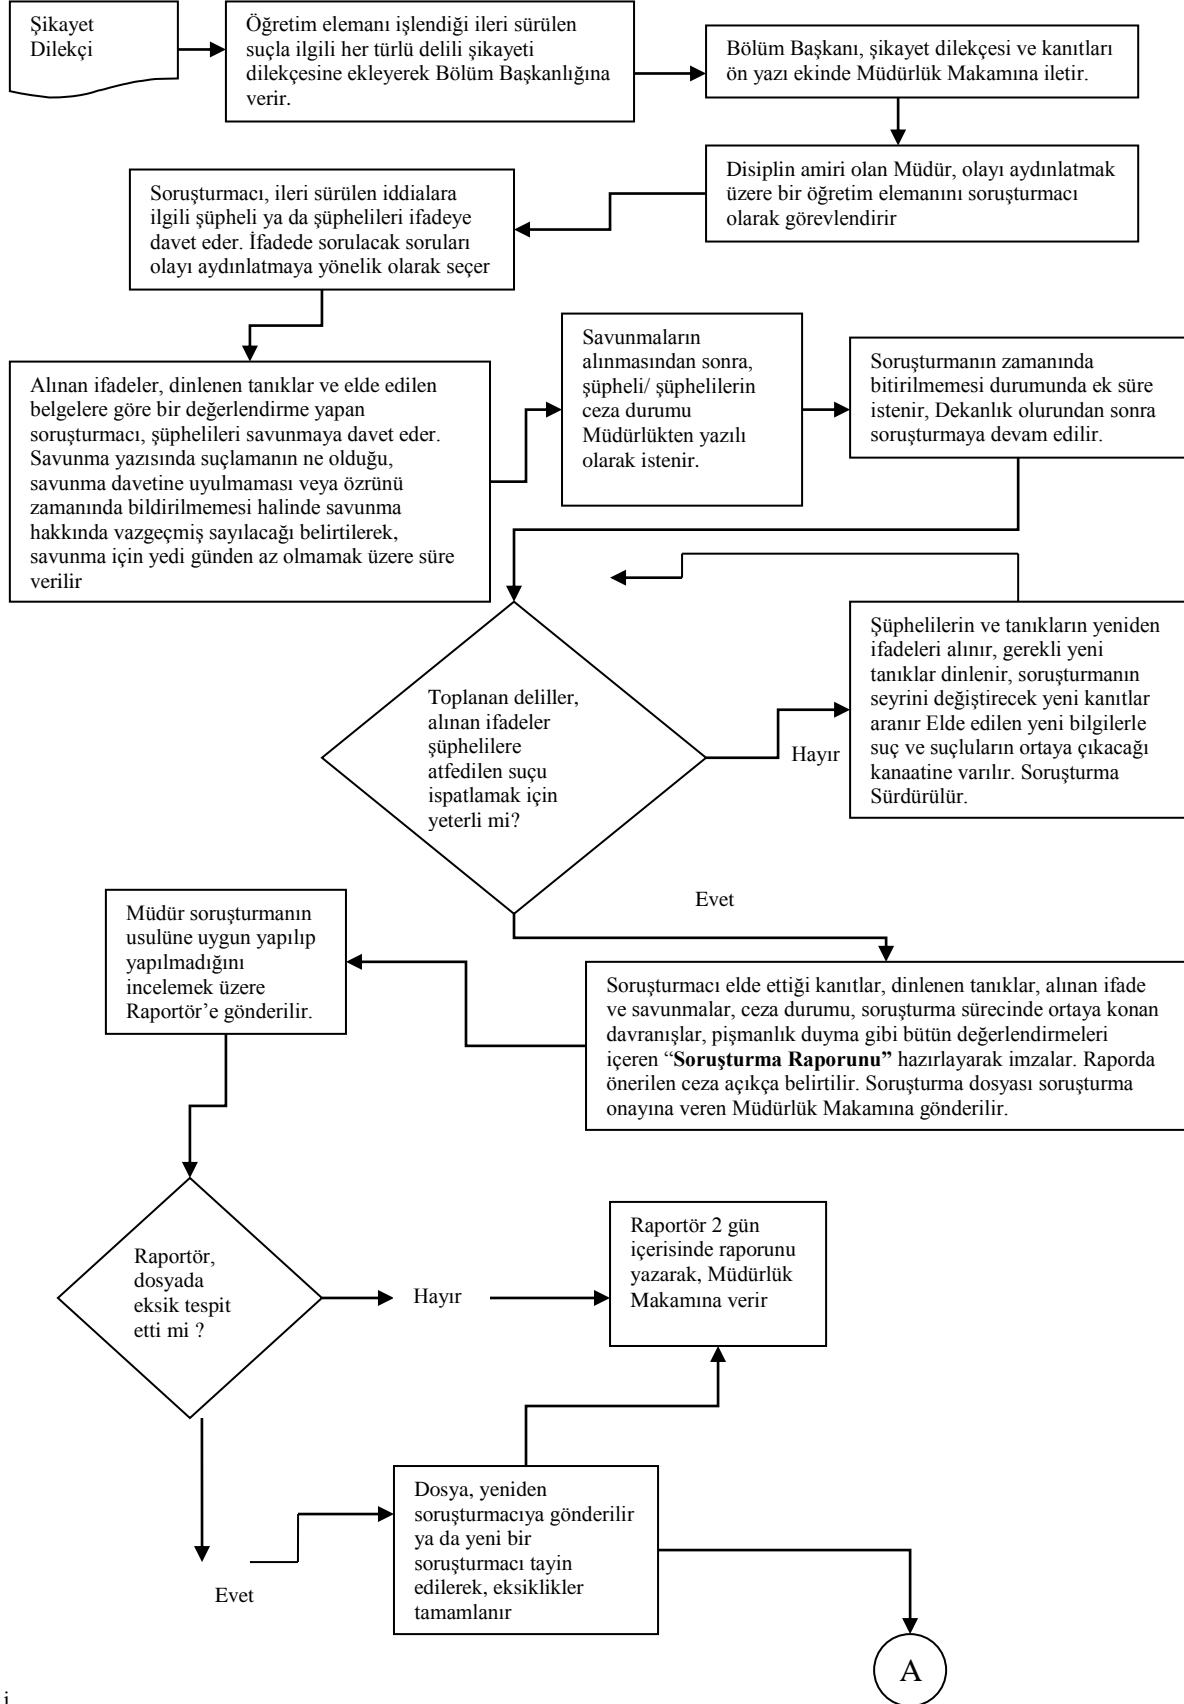 Şikayet
Dilekçi
Öğretim elemanı işlendiği ileri sürülen
suçla ilgili her türlü delili şikayeti
dilekçesine ekleyerek Bölüm Başkanlığına
verir.
Bölüm Başkanı, şikayet dilekçesi ve kanıtları
ön yazı ekinde Müdürlük Makamına iletir.
Disiplin amiri olan Müdür, olayı aydınlatmak
üzere bir öğretim elemanını soruşturmacı
olarak görevlendirir
Soruşturmacı, ileri sürülen iddialara
ilgili şüpheli ya da şüphelileri ifadeye
davet eder. İfadede sorulacak soruları
olayı aydınlatmaya yönelik olarak seçer
Alınan ifadeler, dinlenen tanıklar ve elde edilen
belgelere göre bir değerlendirme yapan
soruşturmacı, şüphelileri savunmaya davet eder.
Savunma yazısında suçlamanın ne olduğu,
savunma davetine uyulmaması veya özrünü
zamanında bildirilmemesi halinde savunma
hakkında vazgeçmiş sayılacağı belirtilerek,
savunma için yedi günden az olmamak üzere süre
verilir
Savunmaların
alınmasından sonra,
şüpheli/ şüphelilerin
ceza durumu
Müdürlükten yazılı
olarak istenir.
Soruşturmanın zamanında
bitirilmemesi durumunda ek süre
istenir, Dekanlık olurundan sonra
soruşturmaya devam edilir.
Toplanan deliller,
alınan ifadeler
şüphelilere
atfedilen suçu
ispatlamak için
yeterli mi?
Hayır
Şüphelilerin ve tanıkların yeniden
ifadeleri alınır, gerekli yeni
tanıklar dinlenir, soruşturmanın
seyrini değiştirecek yeni kanıtlar
aranır Elde edilen yeni bilgilerle
suç ve suçluların ortaya çıkacağı
kanaatine varılır. Soruşturma
Sürdürülür.
Evet
Soruşturmacı elde ettiği kanıtlar, dinlenen tanıklar, alınan ifade
ve savunmalar, ceza durumu, soruşturma sürecinde ortaya konan
davranışlar, pişmanlık duyma gibi bütün değerlendirmeleri
içeren “Soruşturma Raporunu” hazırlayarak imzalar. Raporda
önerilen ceza açıkça belirtilir. Soruşturma dosyası soruşturma
onayına veren Müdürlük Makamına gönderilir.
Müdür soruşturmanın
usulüne uygun yapılıp
yapılmadığını
incelemek üzere
Raportör’e gönderilir.
Raportör,
dosyada
eksik tespit
etti mi ?
Hayır
Raportör 2 gün
içerisinde raporunu
yazarak, Müdürlük
Makamına verir
Evet
Dosya, yeniden
soruşturmacıya gönderilir
ya da yeni bir
soruşturmacı tayin
edilerek, eksiklikler
tamamlanır
A
i